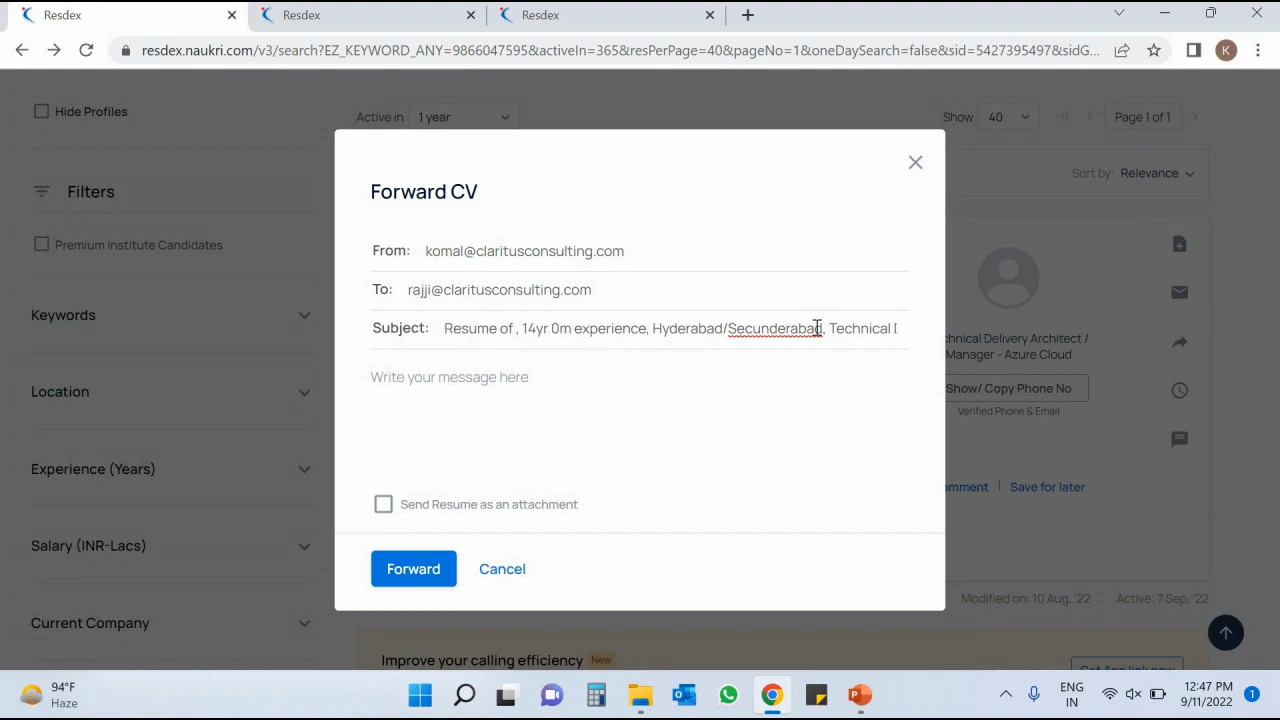 Resdex
Resdex
Resdex
resdex.naukri.com/v3/search?EZ_KEYWORD_ANY=9866047595&activeIn=365&resPerPage=40&pageNo=1&oneDaySearch=false&sid=5427395497&sidG...
K
Hide Profiles
Active in 1 year
Show 40
Page 1 of 1
Filters
Sort by: Relevance
Premium Institute Candidates
Keywords
Location
Experience (Years)
Salary (INR-Lacs)
Current Company
Forward CV
From: komal@claritusconsulting.com
To: rajji@claritusconsulting.com
Subject: Resume of , 14yr 0m experience, Hyderabad/Secunderabad, Technical D
Write your message here
Send Resume as an attachment
Forward Cancel
chnical Delivery Architect /
Manager - Azure Cloud
Show/ Copy Phone No
Verified Phone & Email
omment | Save for later
Modified on: 10 Aug, '22 Active: 7 Sep, '22
Improve your calling efficiency New
Get App link now
94°F
Haze
ENG
IN
12:47 PM
9/11/2022
1